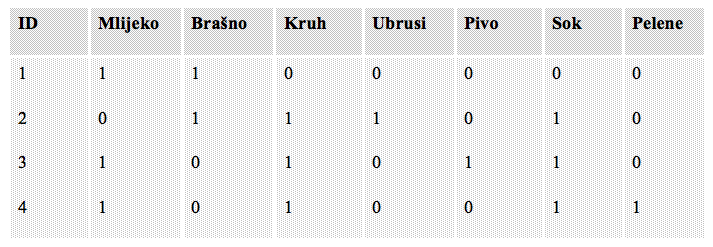 ID Mlijeko Brašno Kruh Ubrusi Pivo Sok Pelene
1 1 1 0 0 0 0 0
2 0 1 1 1 0 1 0
3 1 0 1 0 1 1 0
4 1 0 1 0 0 1 1